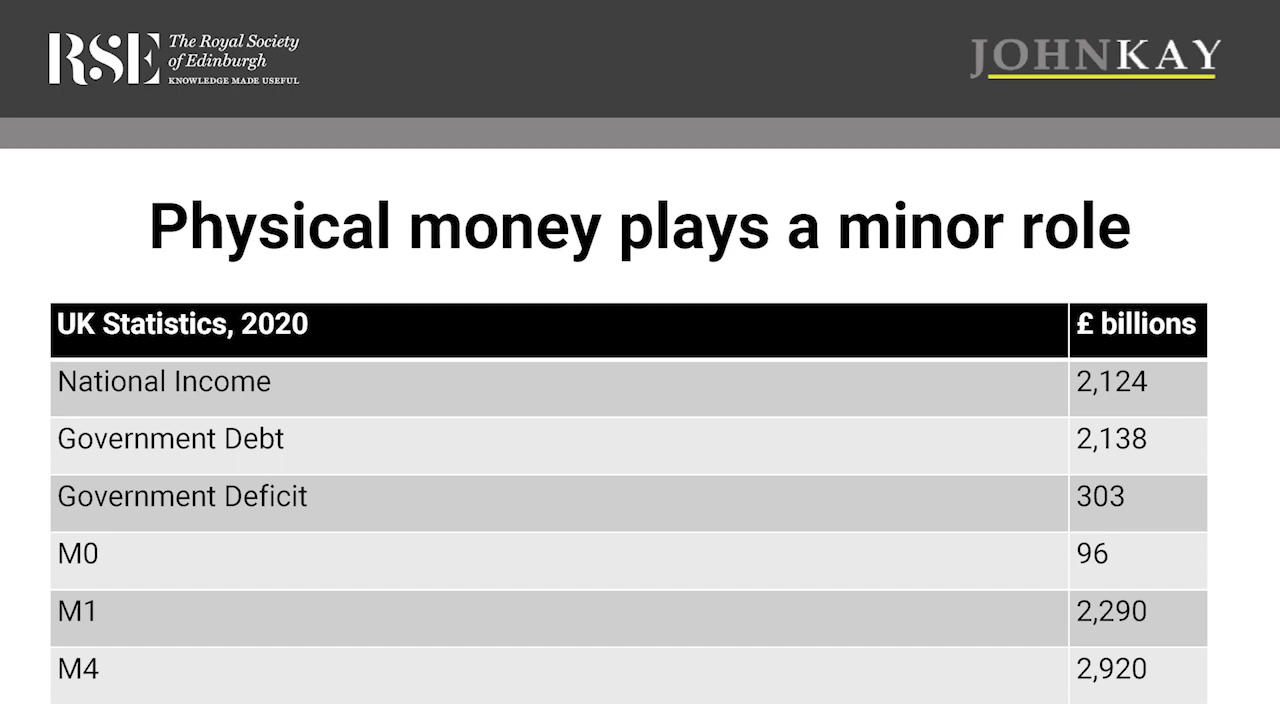 RSE The Royal Society
of Edinburgh
KNOWLEDGE MADE USEFUL
JOHNKAY
Physical money plays a minor role
UK Statistics, 2020 £ billions
National Income 2,124
Government Debt 2,138
Government Deficit 303
M0 96
M1 2,290
M4 2,920